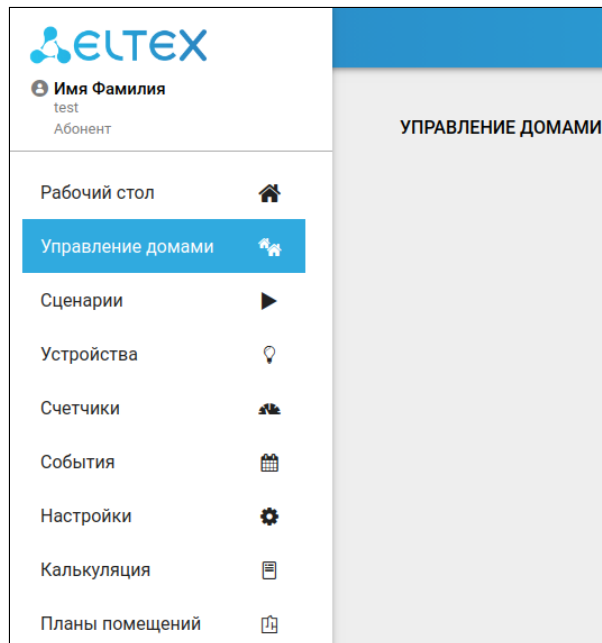 ELTEX
Имя Фамилия
test
Абонент
УПРАВЛЕНИЕ ДОМАМИ
Рабочий стол
Управление домами
Сценарии
Устройства
Счетчики
События
Настройки
Калькуляция
Планы помещений